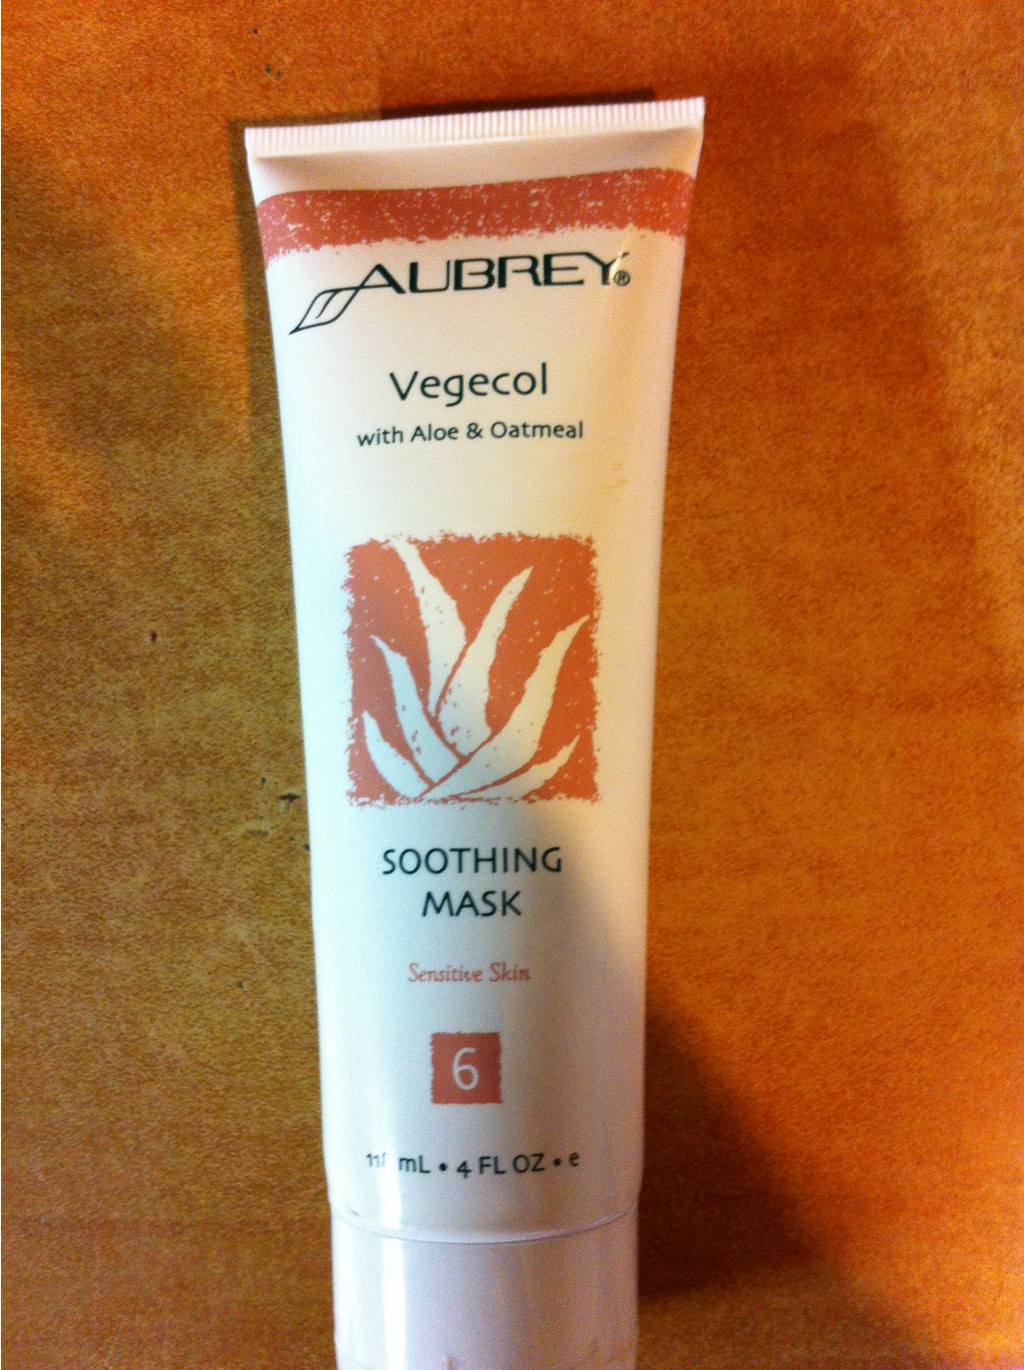 AUBREY®
Vegecol
with Aloe & Oatmeal
SOOTHING
MASK
Sensitive Skin
6
mL • 4 FL OZ • e